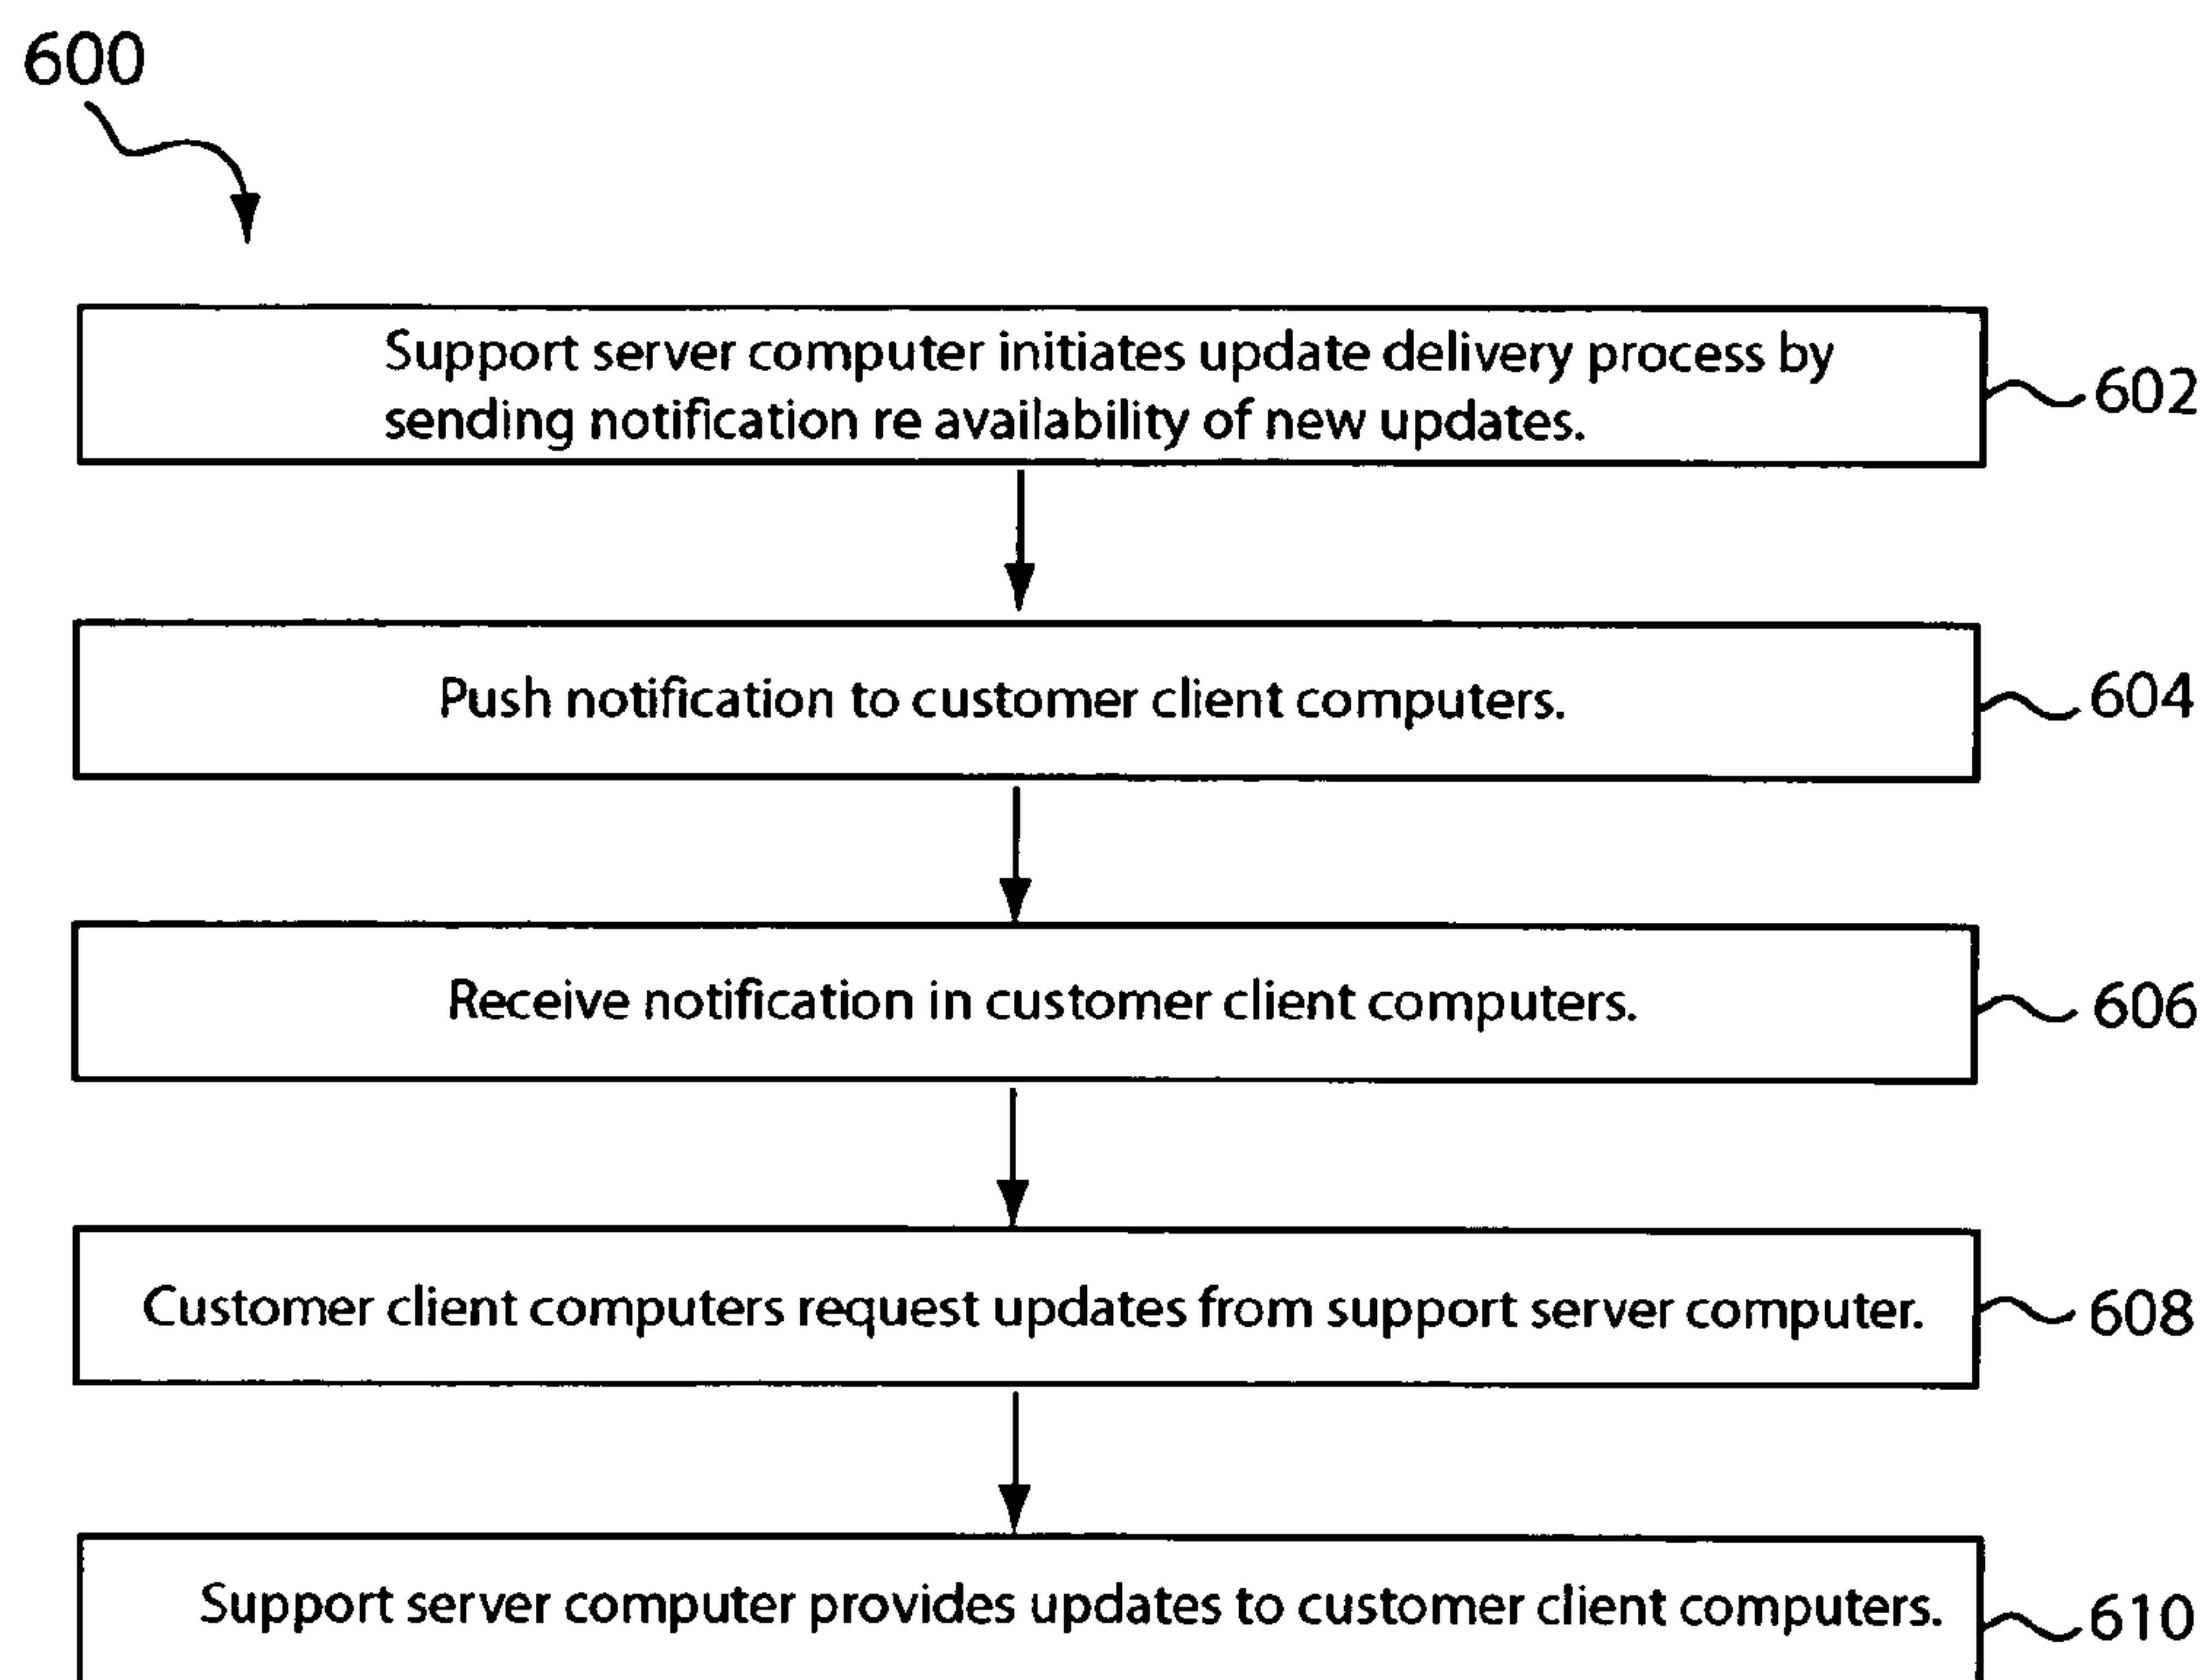 600
Support server computer initiates update delivery process by
sending notification re availability of new updates.
602
Push notification to customer client computers.
604
Receive notification in customer client computers.
606
Customer client computers request updates from support server computer.
608
Support server computer provides updates to customer client computers.
610